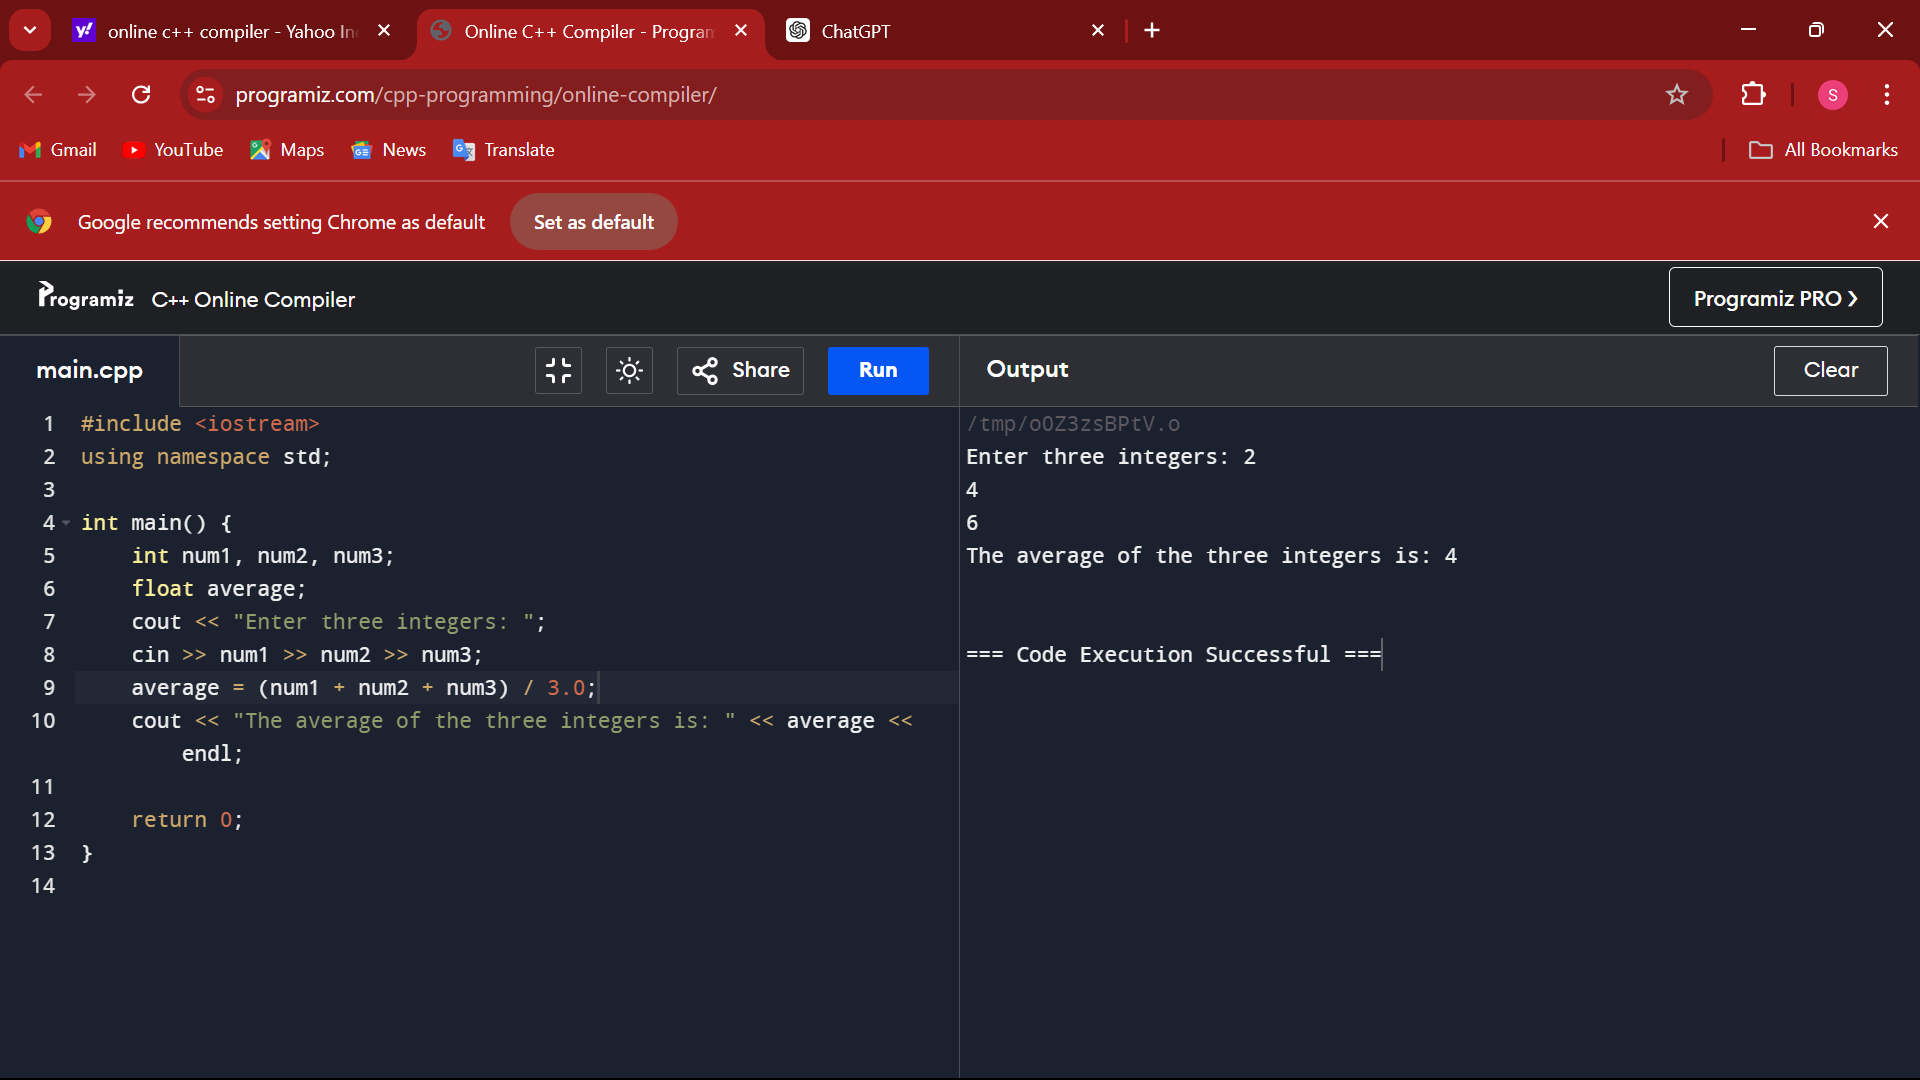 online c++ compiler - Yahoo In
Online C++ Compiler - Program
ChatGPT
programiz.com/cpp-programming/online-compiler/
S
Gmail
YouTube
Maps
News
Translate
All Bookmarks
Google recommends setting Chrome as default
Set as default
Programiz
C++ Online Compiler
Programiz PRO ❯
main.cpp
Share
Run
Output
Clear
1 #include <iostream>
2 using namespace std;
3
4 int main() {
5     int num1, num2, num3;
6     float average;
7     cout << "Enter three integers: ";
8     cin >> num1 >> num2 >> num3;
9     average = (num1 + num2 + num3) / 3.0;
10     cout << "The average of the three integers is: " << average <<
        endl;
11
12     return 0;
13 }
14
/tmp/oOZ3zsBPtV.o
Enter three integers: 2
4
6
The average of the three integers is: 4
=== Code Execution Successful ===